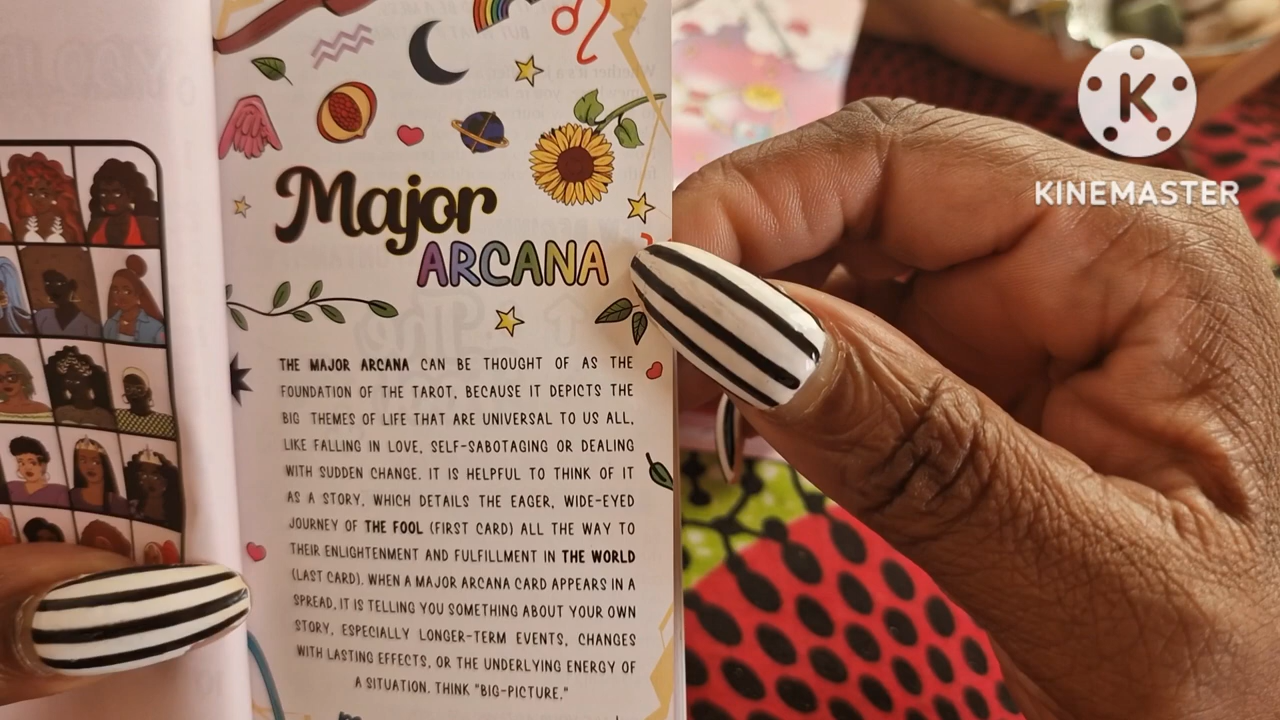 Major
ARCANA
THE MAJOR ARCANA CAN BE THOUGHT OF AS THE
FOUNDATION OF THE TAROT, BECAUSE IT DEPICTS THE
BIG THEMES OF LIFE THAT ARE UNIVERSAL TO US ALL,
LIKE FALLING IN LOVE, SELF-SABOTAGING OR DEALING
WITH SUDDEN CHANGE. IT IS HELPFUL TO THINK OF IT
AS A STORY, WHICH DETAILS THE EAGER, WIDE-EYED
JOURNEY OF THE FOOL (FIRST CARD) ALL THE WAY TO
THEIR ENLIGHTENMENT AND FULFILLMENT IN THE WORLD
(LAST CARD). WHEN A MAJOR ARCANA CARD APPEARS IN A
SPREAD, IT IS TELLING YOU SOMETHING ABOUT YOUR OWN
STORY, ESPECIALLY LONGER-TERM EVENTS, CHANGES
WITH LASTING EFFECTS, OR THE UNDERLYING ENERGY OF
A SITUATION. THINK "BIG-PICTURE."
K
KINEMASTER